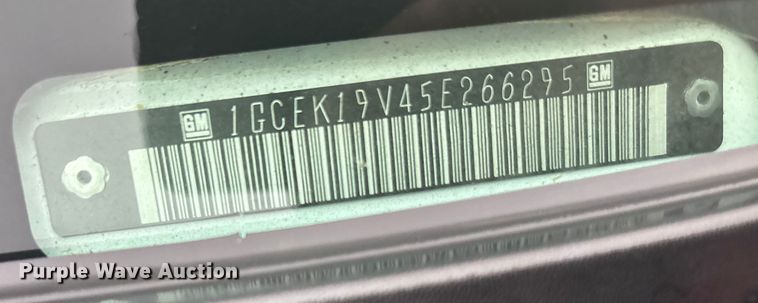 GM 1GCEK19V45E266295 GM
Purple Wave Auction